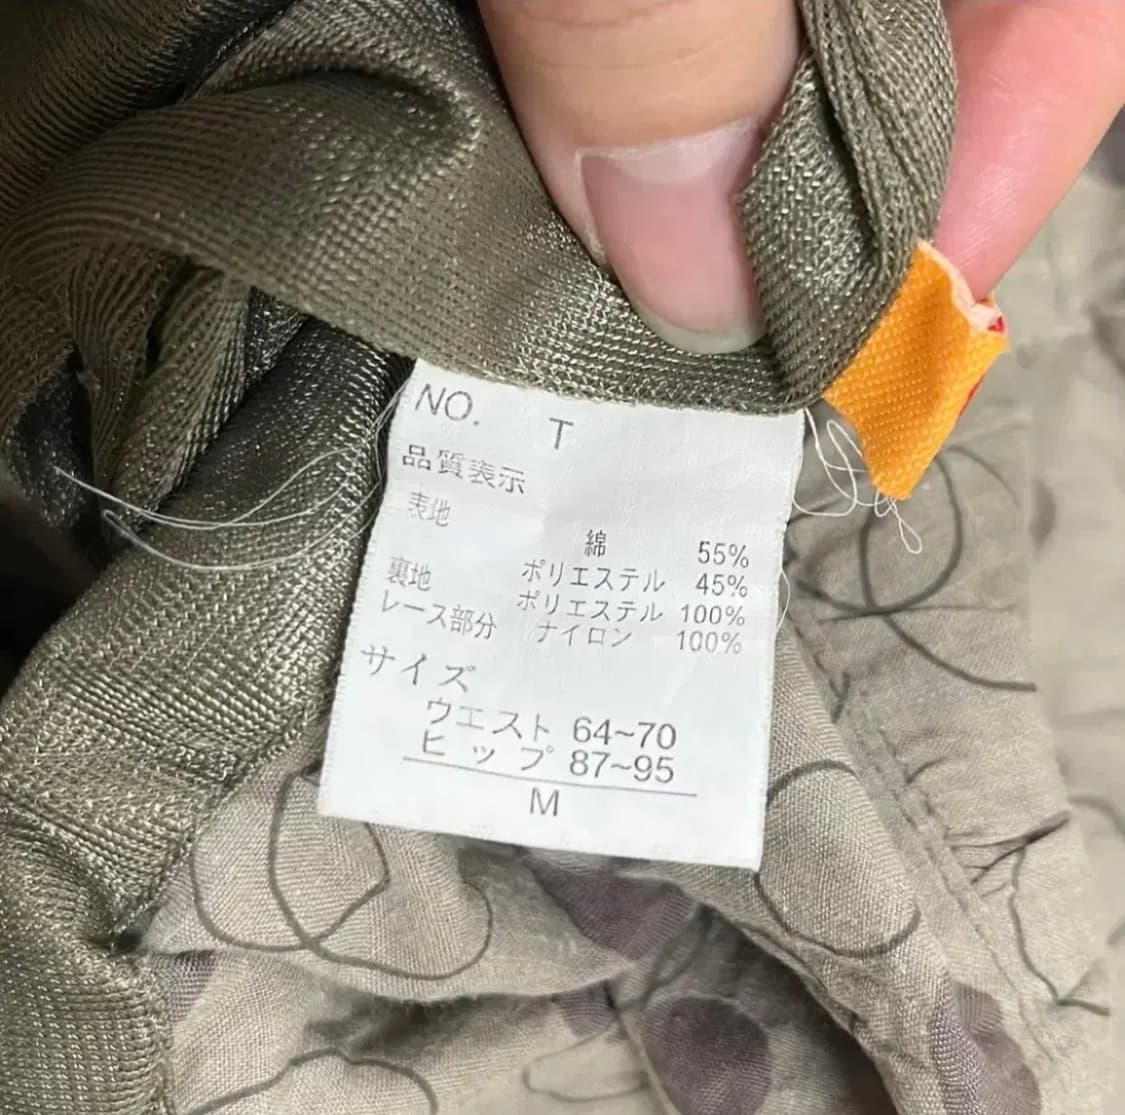 NO. T
品質表示
表地
綿 55%
ポリエステル 45%
裏地 ポリエステル 100%
レース部分 ナイロン 100%
サイズ
ウエスト 64~70
ヒップ 87~95
M